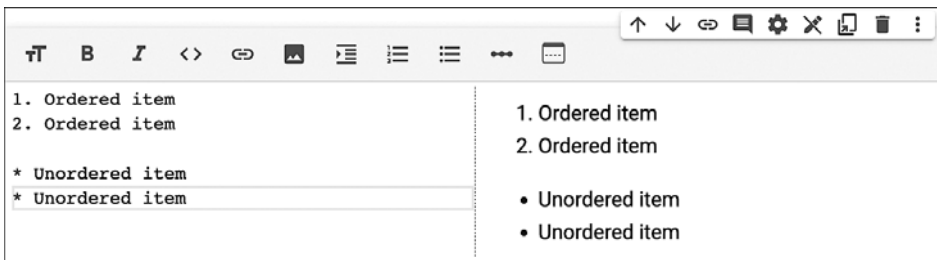 B I <>
1. Ordered item
2. Ordered item
* Unordered item
* Unordered item
1. Ordered item
2. Ordered item
• Unordered item
• Unordered item